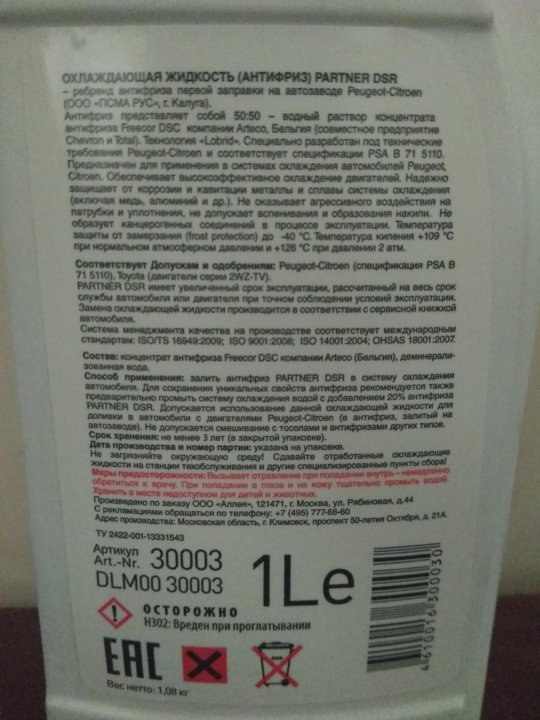 ОХЛАЖДАЮЩАЯ ЖИДКОСТЬ (АНТИФРИЗ) PARTNER DSR
– ребренд антифриза первой заправки на автозаводе Peugeot-Citroen
(ООО «ПСМА РУС», г. Калуга).
Антифриз представляет собой 50:50 – водный раствор концентрата
антифриза Freecor DSC компании Arteco, Бельгия (совместное предприятие
Chevron и Total). Технология «Lobrid». Специально разработан под технические
требования Peugeot-Citroen и соответствует спецификации PSA B 71 5110.
Предназначен для применения в системах охлаждения автомобилей Peugeot,
Citroen. Обеспечивает высокоэффективное охлаждение двигателей. Надежно
защищает от коррозии и кавитации металлы и сплавы системы охлаждения
(включая медь, алюминий и др.). Не оказывает агрессивного воздействия на
патрубки и уплотнения, не допускает вспенивания и образования накипи. Не
образует канцерогенных соединений в процессе эксплуатации. Температура
защиты от замерзания (frost protection) до -40 °C. Температура кипения +109 °C
при нормальном атмосферном давлении и +126 °C при давлении 2 атм.
Соответствует Допускам и одобрениям: Peugeot-Citroen (спецификация PSA B
71 5110), Toyota (двигатели серии 2WZ-TV).
PARTNER DSR имеет увеличенный срок эксплуатации, рассчитанный на весь срок
службы автомобиля или двигателя при точном соблюдении условий эксплуатации.
Замена охлаждающей жидкости производится в соответствии с сервисной книжкой
автомобиля.
Система менеджмента качества на производстве соответствует международным
стандартам: ISO/TS 16949:2009; ISO 9001:2008; ISO 14001:2004; OHSAS 18001:2007.
Состав: концентрат антифриза Freecor DSC компании Arteco (Бельгия), деминерали-
зованная вода.
Способ применения: залить антифриз PARTNER DSR в систему охлаждения
автомобиля. Для сохранения уникальных свойств антифриза рекомендуется также
предварительно промыть систему охлаждения водой с добавлением 20% антифриза
PARTNER DSR. Допускается использование данной охлаждающей жидкости для
доливки в автомобили с двигателями Peugeot-Citroen (в антифриз, залитый на
автозаводе). Не допускается смешивание с тосолами и антифризами других типов.
Срок хранения: не менее 3 лет (в закрытой упаковке).
Дата производства и номер партии: указана на упаковке.
Не загрязняйте окружающую среду! Сдавайте отработанные охлаждающие
жидкости на станции техобслуживания и другие специализированные пункты сбора!
Меры предосторожности: Вызывает отравление при попадании внутрь – немедленно
обратиться к врачу. При попадании в глаза и на кожу тщательно промыть водой.
Хранить в месте недоступном для детей и животных.
Произведено по заказу ООО «Аллея», 121471, г. Москва, ул. Рябиновая, д.44
С рекламациями обращаться по телефону: +7 (495) 777-68-60
Адрес производства: Московская область, г. Климовск, проспект 50-летия Октября, д. 21А.
ТУ 2422-001-13331543
Артикул
Art.-Nr. 30003
DLM00 30003
1Le
ОСТОРОЖНО
H302: Вреден при проглатывании
EAC
Вес нетто: 1,08 кг
4 610016 300030